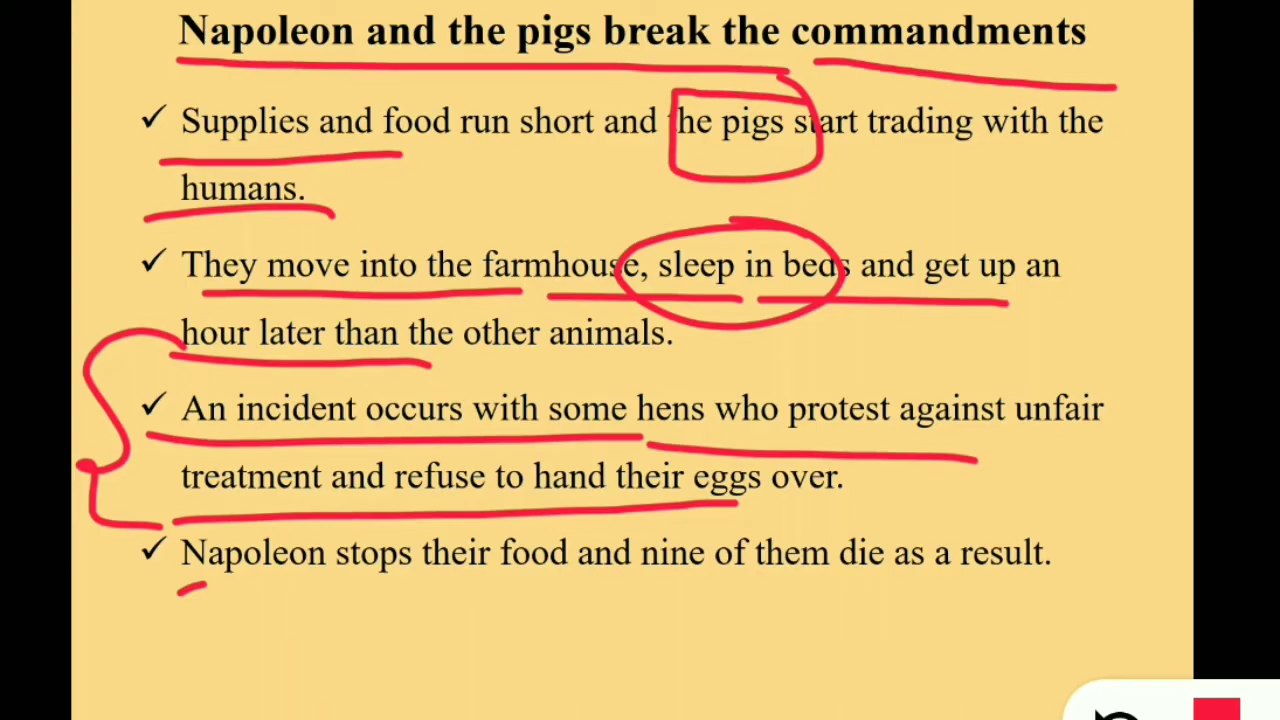 Napoleon and the pigs break the commandments
✓ Supplies and food run short and the pigs start trading with the
humans.
✓ They move into the farmhouse, sleep in beds and get up an
hour later than the other animals.
✓ An incident occurs with some hens who protest against unfair
treatment and refuse to hand their eggs over.
✓ Napoleon stops their food and nine of them die as a result.